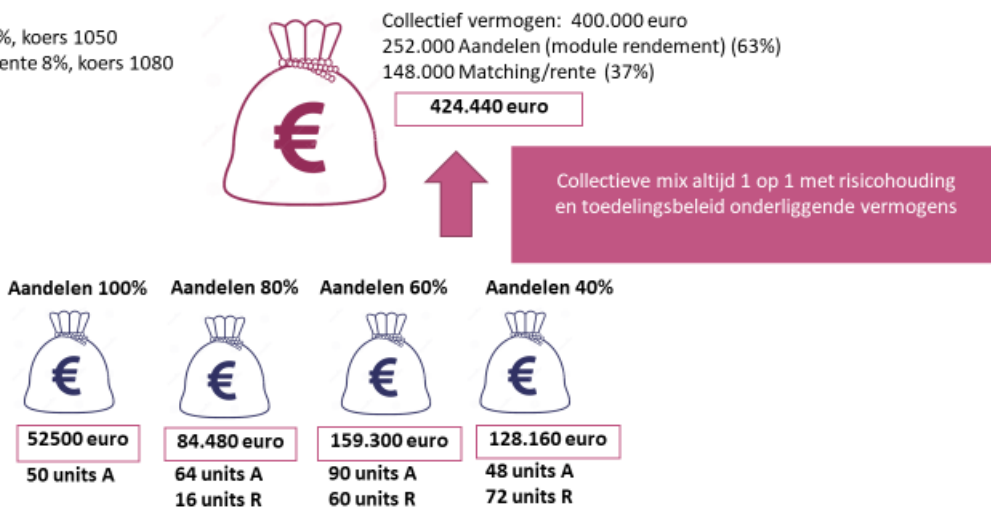 %, koers 1050
ente 8%, koers 1080
Collectief vermogen: 400.000 euro
252.000 Aandelen (module rendement) (63%)
148.000 Matching/rente (37%)
424.440 euro
€
Collectieve mix altijd 1 op 1 met risicohouding
en toedelingsbeleid onderliggende vermogens
Aandelen 100% Aandelen 80% Aandelen 60% Aandelen 40%
€ € € €
52500 euro 84.480 euro 159.300 euro 128.160 euro
50 units A 64 units A 90 units A 48 units A
16 units R 60 units R 72 units R